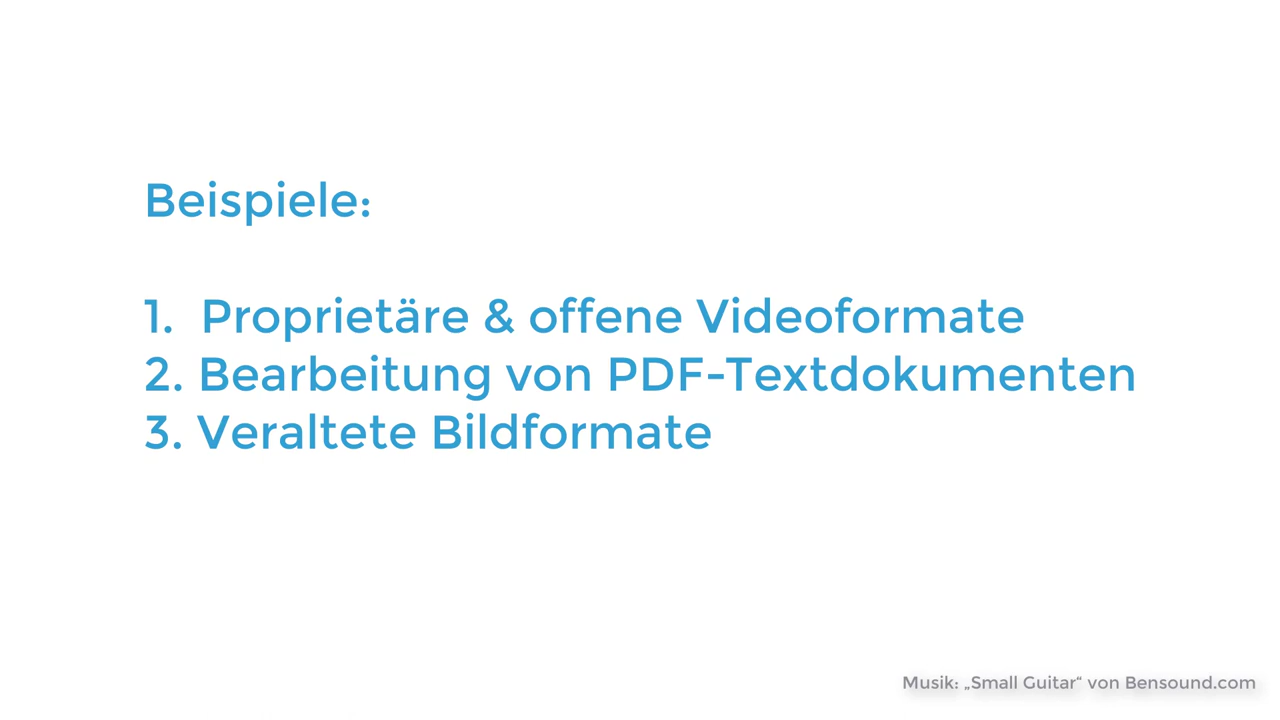 Beispiele:
1. Proprietäre & offene Videoformate
2. Bearbeitung von PDF-Textdokumenten
3. Veraltete Bildformate
Musik: „Small Guitar“ von Bensound.com